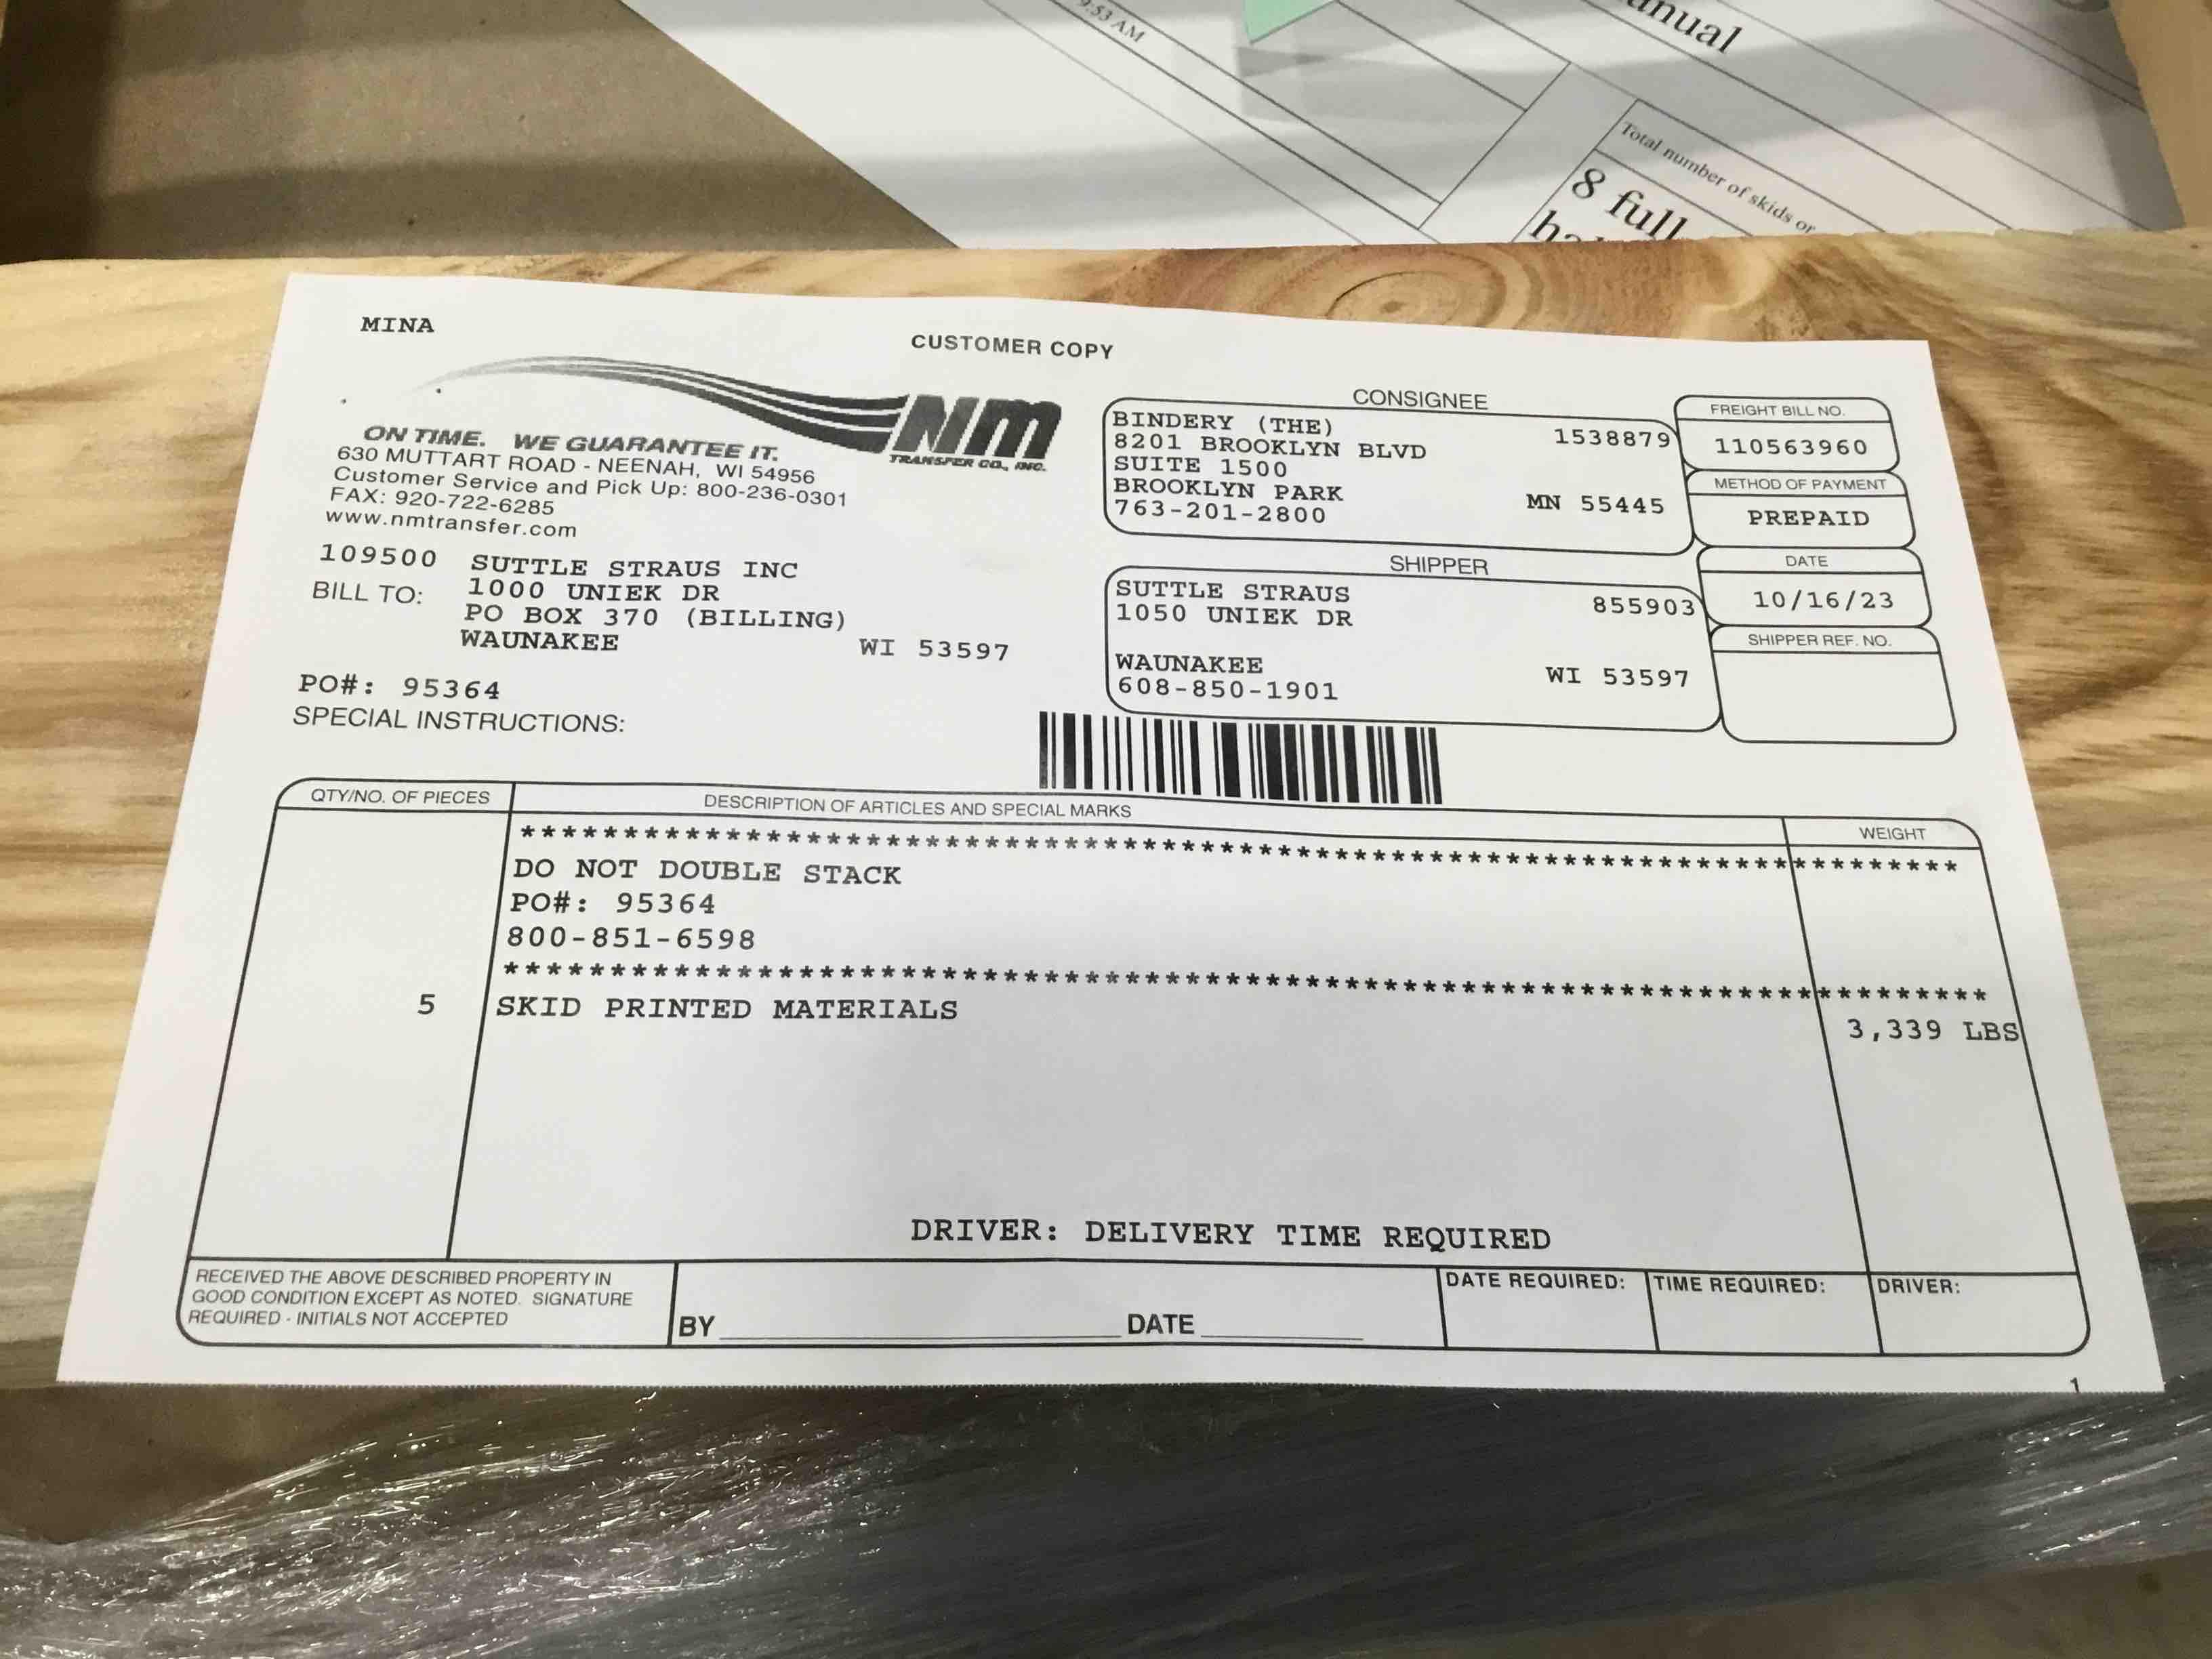 9:53 AM
Total number of skids or
8 full
MINA
CUSTOMER COPY
NM
TRANSFER CO., INC.
ON TIME. WE GUARANTEE IT.
630 MUTTART ROAD - NEENAH, WI 54956
Customer Service and Pick Up: 800-236-0301
FAX: 920-722-6285
www.nmtransfer.com
109500 SUTTLE STRAUS INC
BILL TO: 1000 UNIEK DR
PO BOX 370 (BILLING)
WAUNAKEE WI 53597
PO#: 95364
SPECIAL INSTRUCTIONS:
CONSIGNEE
BINDERY (THE) 1538879
8201 BROOKLYN BLVD
SUITE 1500
BROOKLYN PARK MN 55445
763-201-2800
SHIPPER
SUTTLE STRAUS 855903
1050 UNIEK DR
WAUNAKEE WI 53597
608-850-1901
FREIGHT BILL NO.
110563960
METHOD OF PAYMENT
PREPAID
DATE
10/16/23
SHIPPER REF. NO.
QTY/NO. OF PIECES DESCRIPTION OF ARTICLES AND SPECIAL MARKS WEIGHT
**********************************************************************
DO NOT DOUBLE STACK
PO#: 95364
800-851-6598
**********************************************************************
5 SKID PRINTED MATERIALS 3,339 LBS
DRIVER: DELIVERY TIME REQUIRED
RECEIVED THE ABOVE DESCRIBED PROPERTY IN
GOOD CONDITION EXCEPT AS NOTED. SIGNATURE
REQUIRED - INITIALS NOT ACCEPTED
BY DATE
DATE REQUIRED: TIME REQUIRED: DRIVER:
1